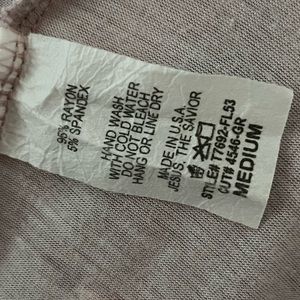 95% RAYON
5% SPANDEX
HAND WASH
WITH COLD WATER
DO NOT BLEACH
HANG OR LINE DRY
MADE IN U.S.A.
JESUS THE SAVIOR
STYLE# T7692-FL53
CUT# 4546-GR
MEDIUM